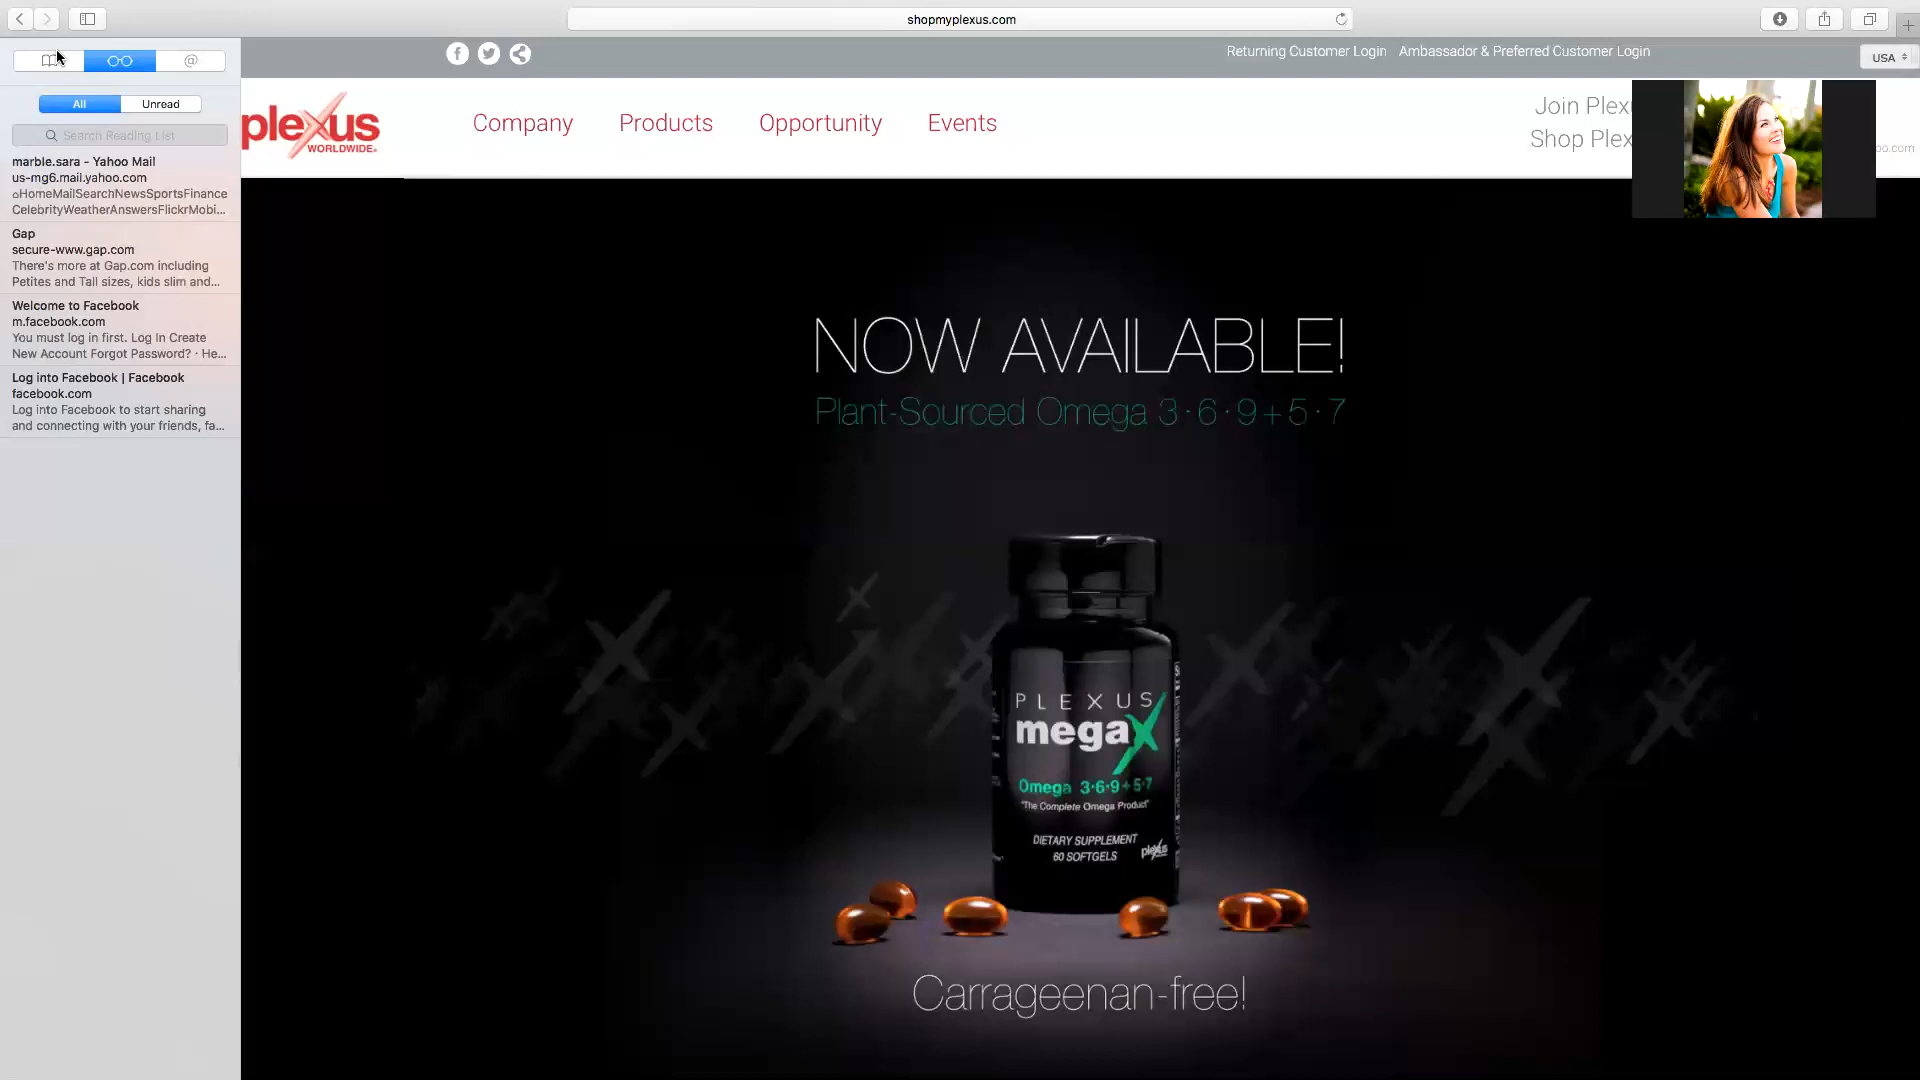 shopmyplexus.com
@
All
Unread
Search Reading List
marble.sara - Yahoo Mail
us-mg6.mail.yahoo.com
⌂HomeMailSearchNewsSportsFinance
CelebrityWeatherAnswersFlickrMobi...
Gap
secure-www.gap.com
There's more at Gap.com including
Petites and Tall sizes, kids slim and...
Welcome to Facebook
m.facebook.com
You must log in first. Log In Create
New Account Forgot Password? · He...
Log into Facebook | Facebook
facebook.com
Log into Facebook to start sharing
and connecting with your friends, fa...
Returning Customer Login
Ambassador & Preferred Customer Login
USA
plexus
WORLDWIDE.
Company
Products
Opportunity
Events
Join Plexu
Shop Plex
oo.com
NOW AVAILABLE!
Plant-Sourced Omega 3·6·9+5·7
PLEXUS
megaX
Omega 3·6·9+5·7
"The Complete Omega Product"
DIETARY SUPPLEMENT
60 SOFTGELS
plexus
Carrageenan-free!